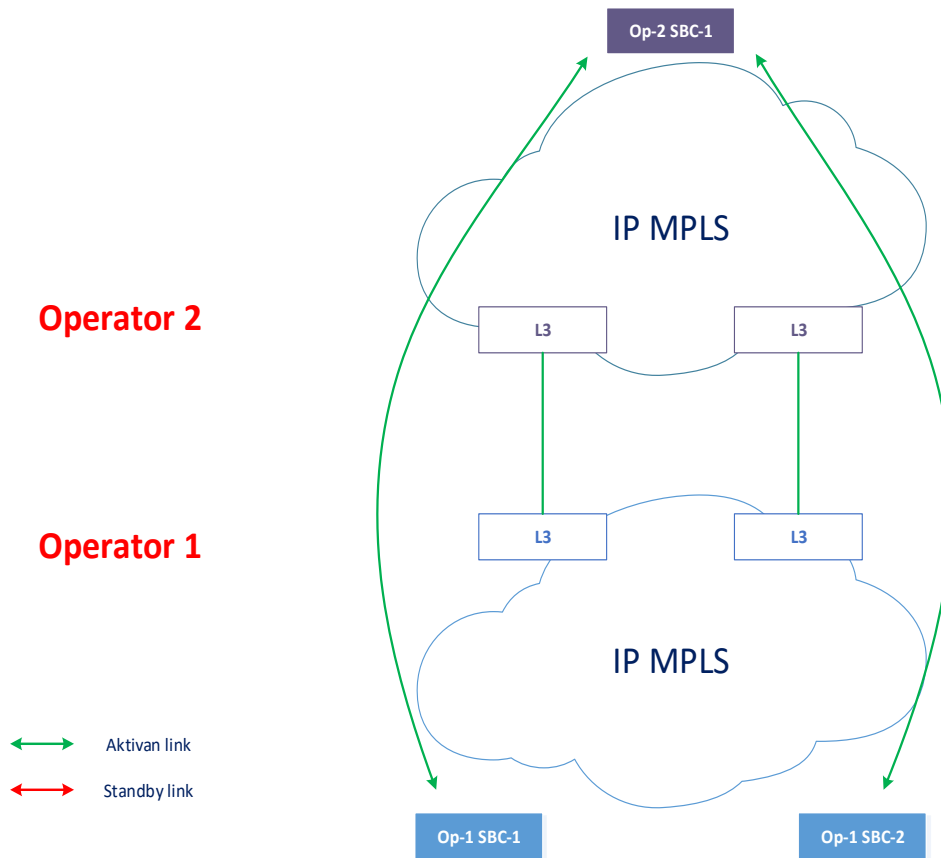 Op-2 SBC-1
IP MPLS
Operator 2
L3
L3
Operator 1
L3
L3
IP MPLS
Aktivan link
Standby link
Op-1 SBC-1
Op-1 SBC-2